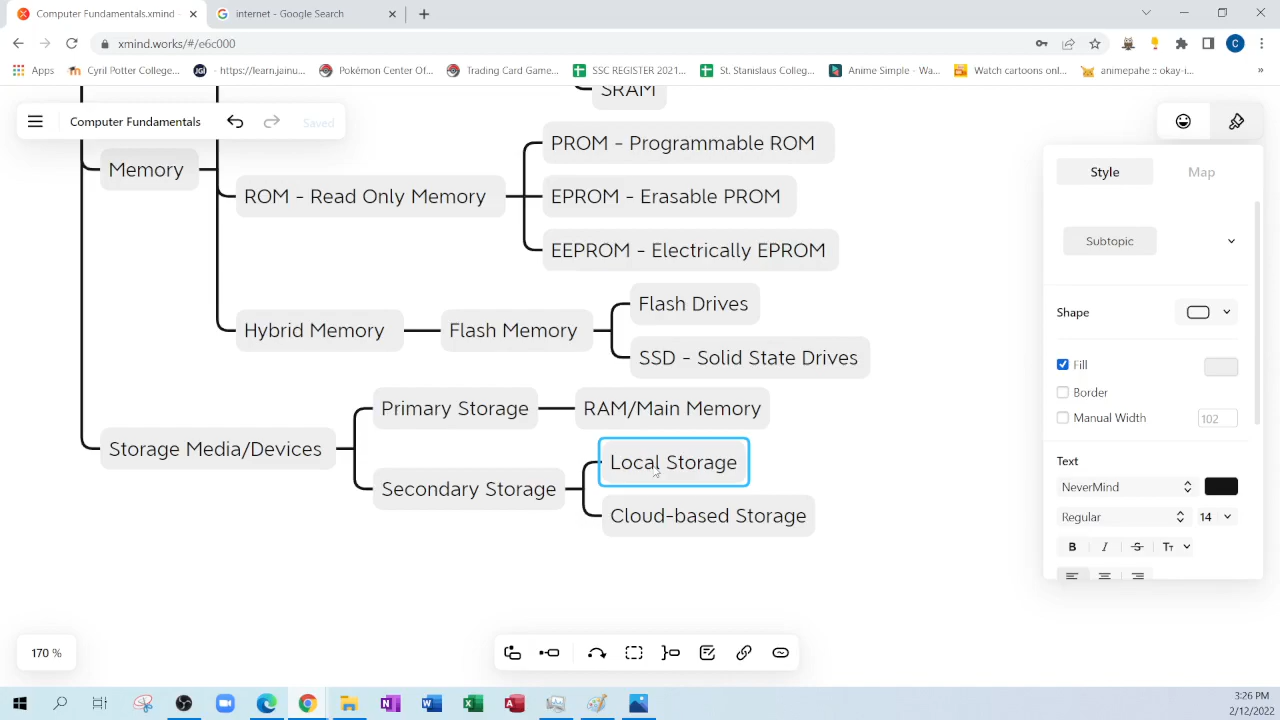 Computer Fundamentals.xmind -
internet - Google Search
xmind.works/#/e6c000
C
Apps
Cyril Potter College...
- https://learn.jainu...
Pokémon Center Of...
Trading Card Game...
SSC REGISTER 2021...
St. Stanislaus Colleg...
Anime Simple - Wa...
Watch cartoons onl...
animepahe :: okay-i...
»
Computer Fundamentals
Saved
SRAM
PROM - Programmable ROM
Memory
ROM - Read Only Memory
EPROM - Erasable PROM
EEPROM - Electrically EPROM
Flash Drives
Hybrid Memory
Flash Memory
SSD - Solid State Drives
Primary Storage
RAM/Main Memory
Storage Media/Devices
Local Storage
Secondary Storage
Cloud-based Storage
Style
Map
Subtopic
Shape
Fill
Border
Manual Width
102
Text
NeverMind
Regular
14
B
I
S
Tт
170 %
3:26 PM
2/12/2022